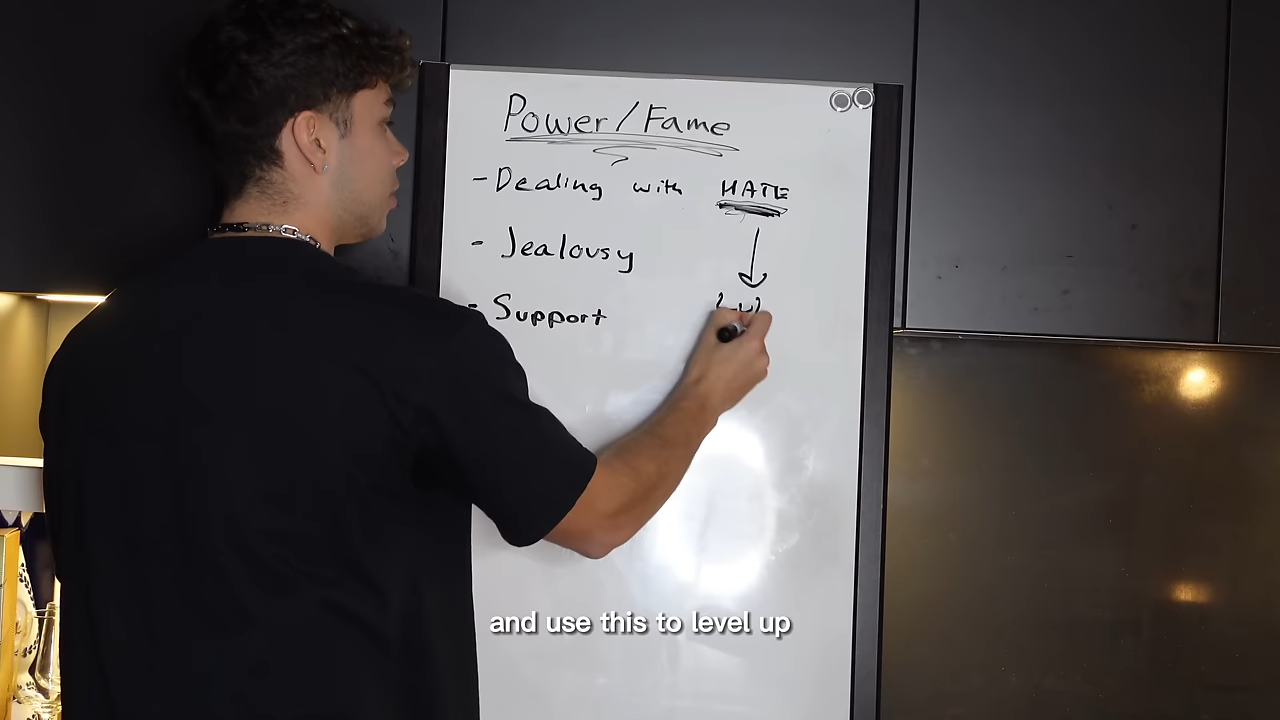 Power/Fame
- Dealing with HATE
- Jealousy
- Support
and use this to level up